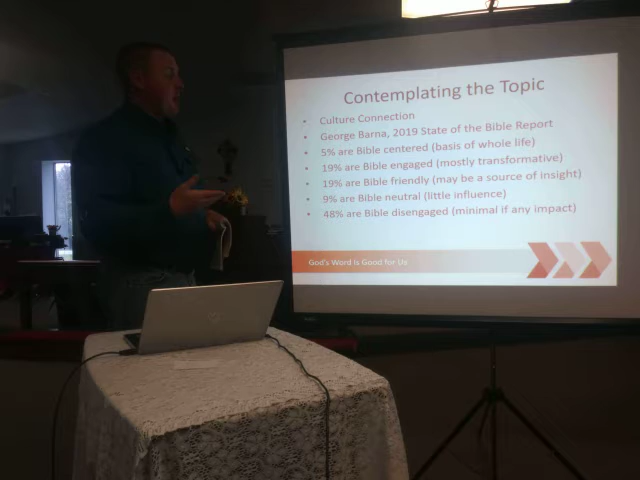 Contemplating the Topic
• Culture Connection
• George Barna, 2019 State of the Bible Report
• 5% are Bible centered (basis of whole life)
• 19% are Bible engaged (mostly transformative)
• 19% are Bible friendly (may be a source of insight)
• 9% are Bible neutral (little influence)
• 48% are Bible disengaged (minimal if any impact)
God's Word is Good for Us